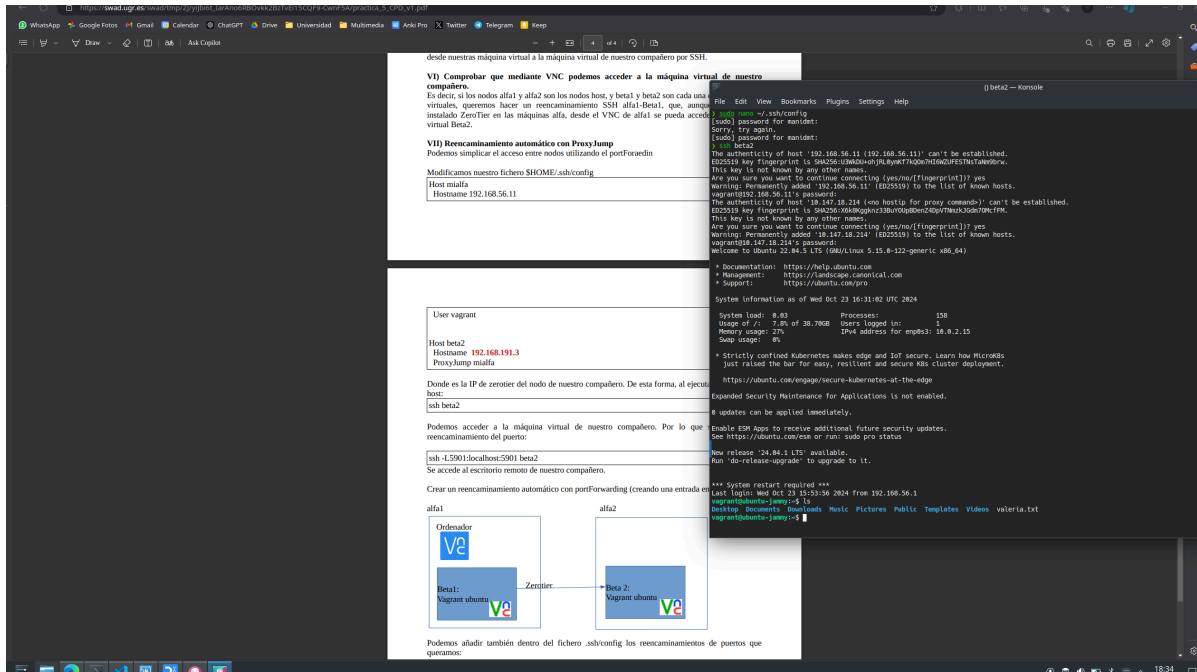 https://swad.ugr.es/swad/tmp/
practica_5_CPD_v1.pdf
WhatsApp Google Fotos Gmail Calendar ChatGPT Drive Universidad Multimedia Anki Pro Twitter Telegram Keep
Draw Ask Copilot 4 of 4
desde nuestras máquina virtual a la máquina virtual de nuestro compañero por SSH.
VI) Comprobar que mediante VNC podemos acceder a la máquina virtual de nuestro
compañero.
Es decir, si los nodos alfa1 y alfa2 son los nodos host, y beta1 y beta2 son cada una
virtuales, queremos hacer un reencaminamiento SSH alfa1-Beta1, que, aunque
instalado ZeroTier en las máquinas alfa, desde el VNC de alfa1 se pueda accede
virtual Beta2.
VII) Reencaminamiento automático con ProxyJump
Podemos simplicar el acceso entre nodos utilizando el portForaedin
Modificamos nuestro fichero $HOME/.ssh/config
Host mialfa
Hostname 192.168.56.11
User vagrant
Host beta2
Hostname 192.168.191.3
ProxyJump mialfa
Donde es la IP de zerotier del nodo de nuestro compañero. De esta forma, al ejecuta
host:
ssh beta2
Podemos acceder a la máquina virtual de nuestro compañero. Por lo que
reencaminamiento del puerto:
ssh -L5901:localhost:5901 beta2
Se accede al escritorio remoto de nuestro compañero.
Crear un reencaminamiento automático con portForwarding (creando una entrada en
alfa1 alfa2
Ordenador
Beta1:
Vagrant ubuntu
Zerotier
Beta 2:
Vagrant ubuntu
Podemos añadir también dentro del fichero .ssh/config los reencaminamientos de puertos que
queramos:
() beta2 — Konsole
File Edit View Bookmarks Plugins Settings Help
❯ sudo nano ~/.ssh/config
[sudo] password for manidmt:
Sorry, try again.
[sudo] password for manidmt:
❯ ssh beta2
The authenticity of host '192.168.56.11 (192.168.56.11)' can't be established.
ED25519 key fingerprint is
This key is not known by any other names.
Are you sure you want to continue connecting (yes/no/[fingerprint])? yes
Warning: Permanently added '192.168.56.11' (ED25519) to the list of known hosts.
vagrant@192.168.56.11's password:
The authenticity of host '10.147.18.214 (<no hostip for proxy command>)' can't be established.
ED25519 key fingerprint is
This key is not known by any other names.
Are you sure you want to continue connecting (yes/no/[fingerprint])? yes
Warning: Permanently added '10.147.18.214' (ED25519) to the list of known hosts.
vagrant@10.147.18.214's password:
Welcome to Ubuntu 22.04.5 LTS (GNU/Linux 5.15.0-122-generic x86_64)
* Documentation: https://help.ubuntu.com
* Management: https://landscape.canonical.com
* Support: https://ubuntu.com/pro
System information as of Wed Oct 23 16:31:02 UTC 2024
System load: 0.03 Processes: 158
Usage of /: 7.8% of 38.70GB Users logged in: 1
Memory usage: 27% IPv4 address for enp0s3: 10.0.2.15
Swap usage: 0%
* Strictly confined Kubernetes makes edge and IoT secure. Learn how MicroK8s
just raised the bar for easy, resilient and secure K8s cluster deployment.
https://ubuntu.com/engage/secure-kubernetes-at-the-edge
Expanded Security Maintenance for Applications is not enabled.
0 updates can be applied immediately.
Enable ESM Apps to receive additional future security updates.
See https://ubuntu.com/esm or run: sudo pro status
New release '24.04.1 LTS' available.
Run 'do-release-upgrade' to upgrade to it.
*** System restart required ***
Last login: Wed Oct 23 15:53:56 2024 from 192.168.56.1
vagrant@ubuntu-jammy:~$ ls
Desktop Documents Downloads Music Pictures Public Templates Videos valeria.txt
vagrant@ubuntu-jammy:~$
18:34